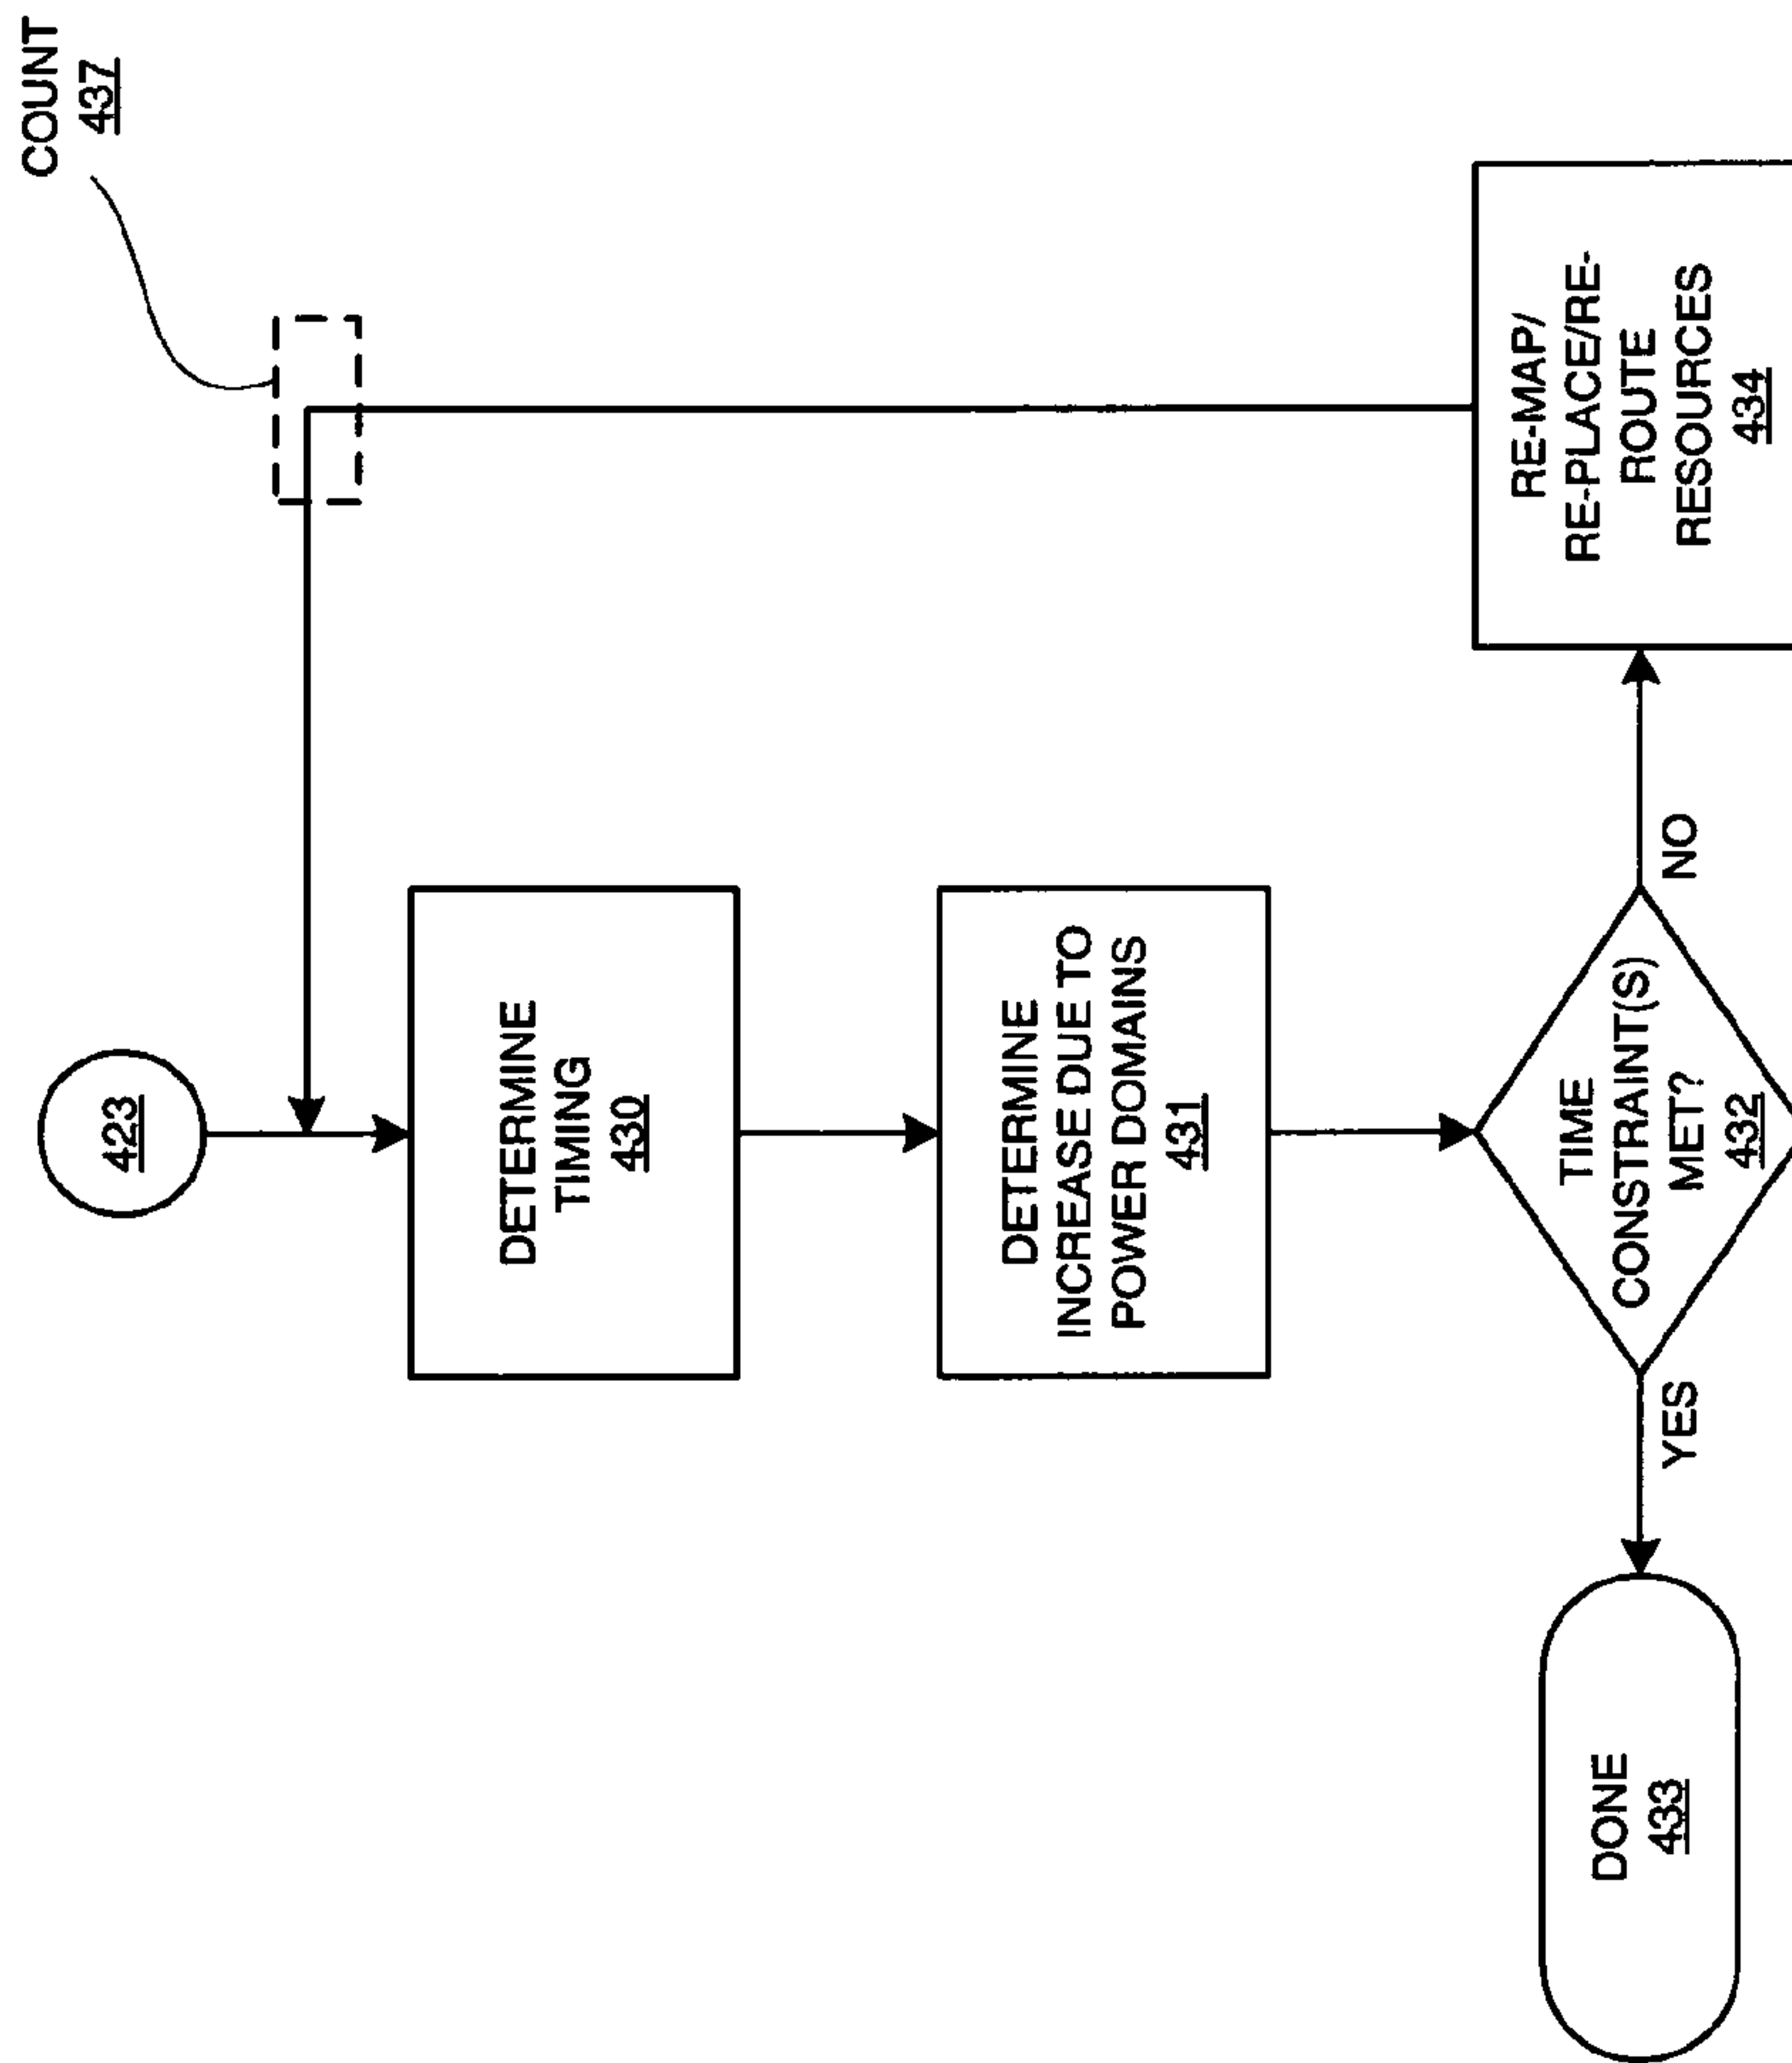 423
COUNT
437
DETERMINE
TIMING
430
DETERMINE
INCREASE DUE TO
POWER DOMAINS
431
TIME
CONSTRAINT(S)
MET?
432
YES
NO
DONE
433
RE-MAP/
RE-PLACE/RE-
ROUTE
RESOURCES
434